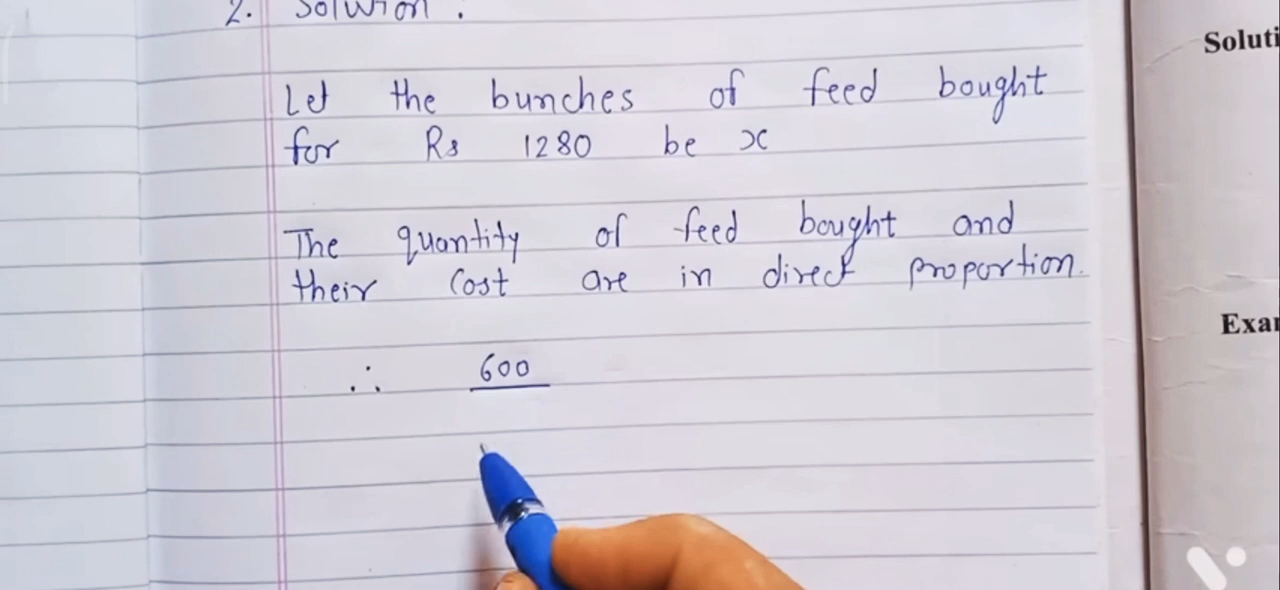 2. Solution :
Let the bunches of feed bought
for Rs 1280 be x
The quantity of feed bought and
their cost are in direct proportion.
∴ 600
Soluti
Exar